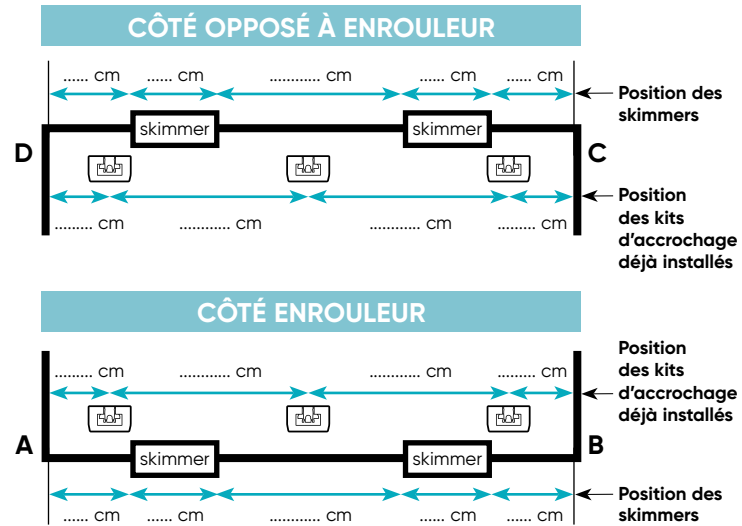 CÔTÉ OPPOSÉ À ENROULEUR
...... cm ...... cm ............ cm ...... cm ...... cm
Position des
skimmers
skimmer skimmer
D C
Position
des kits
d'accrochage
déjà installés
......... cm ............ cm ............ cm ......... cm
CÔTÉ ENROULEUR
Position
des kits
d'accrochage
déjà installés
......... cm ............ cm ............ cm ......... cm
A B
skimmer skimmer
Position des
skimmers
...... cm ...... cm ............ cm ...... cm ...... cm